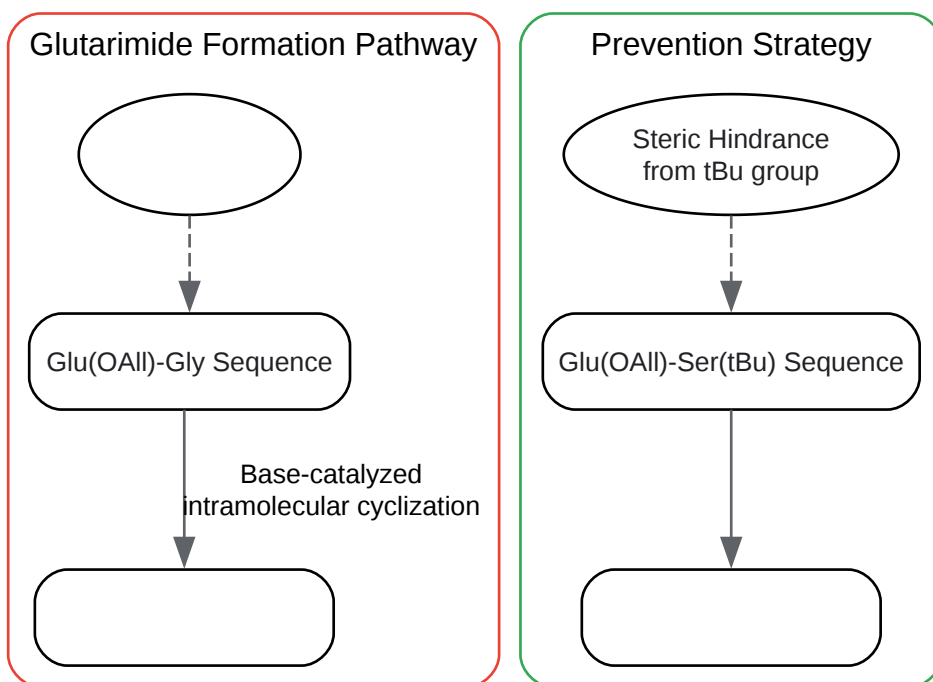 Glutarimide Formation Pathway
Glu(OAll)-Gly Sequence
Base-catalyzed
intramolecular cyclization
Prevention Strategy
Steric Hindrance
from tBu group
Glu(OAll)-Ser(tBu) Sequence